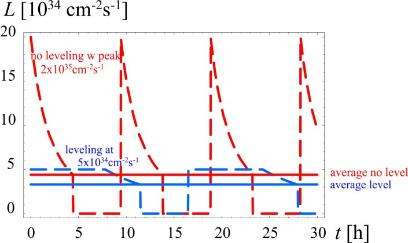 L [10³⁴ cm⁻²s⁻¹]
20
no leveling w peak
2x10³⁵cm⁻²s⁻¹
15
10
leveling at
5x10³⁴cm⁻²s⁻¹
5
average no level
average level
0
0 5 10 15 20 25 30 t [h]